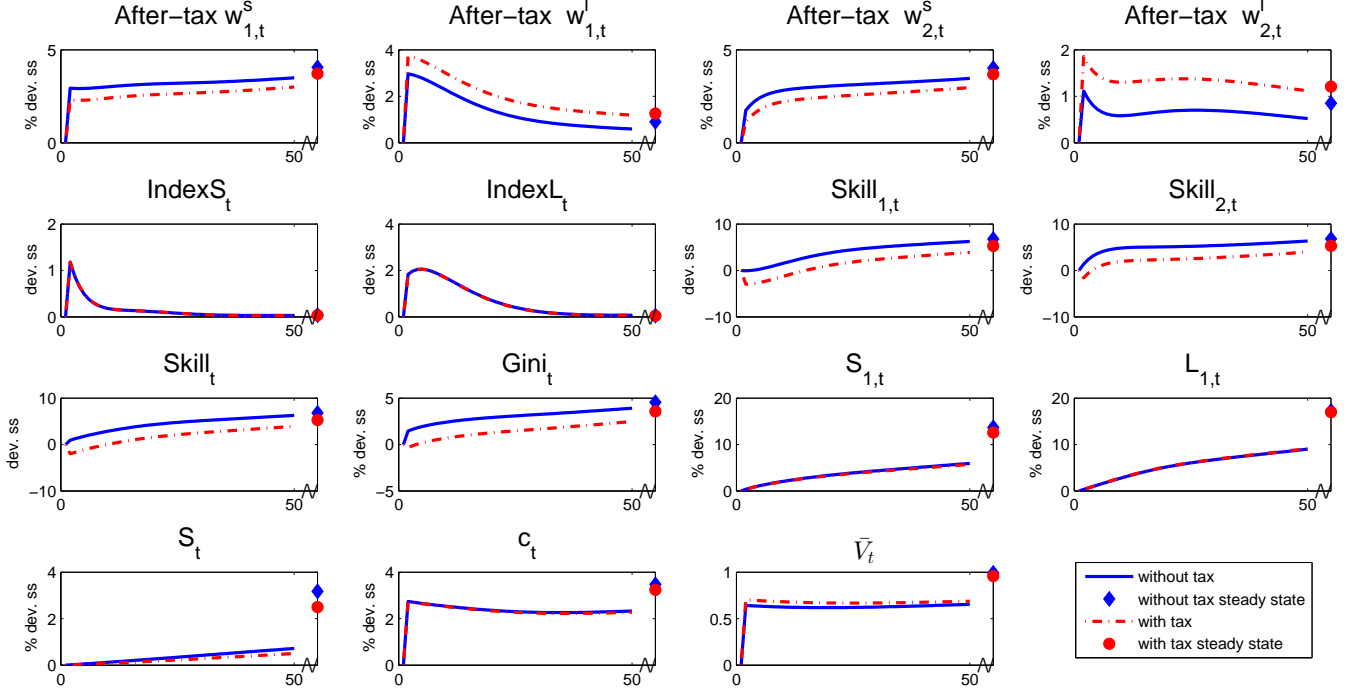 After-tax w^s_{1,t}
After-tax w^l_{1,t}
After-tax w^s_{2,t}
After-tax w^l_{2,t}
% dev. ss
5
0
0
50
% dev. ss
4
2
0
0
50
% dev. ss
5
0
0
50
% dev. ss
2
1
0
0
50
IndexS_t
IndexL_t
Skill_{1,t}
Skill_{2,t}
dev. ss
2
1
0
0
50
dev. ss
4
2
0
0
50
dev. ss
10
0
−10
0
50
dev. ss
10
0
−10
0
50
Skill_t
Gini_t
S_{1,t}
L_{1,t}
dev. ss
10
0
−10
0
50
% dev. ss
5
0
−5
0
50
% dev. ss
20
10
0
0
50
% dev. ss
20
10
0
0
50
S_t
c_t
V̄_t
% dev. ss
4
2
0
0
50
% dev. ss
4
2
0
0
50
% dev. ss
1
0.5
0
0
50
without tax
without tax steady state
with tax
with tax steady state